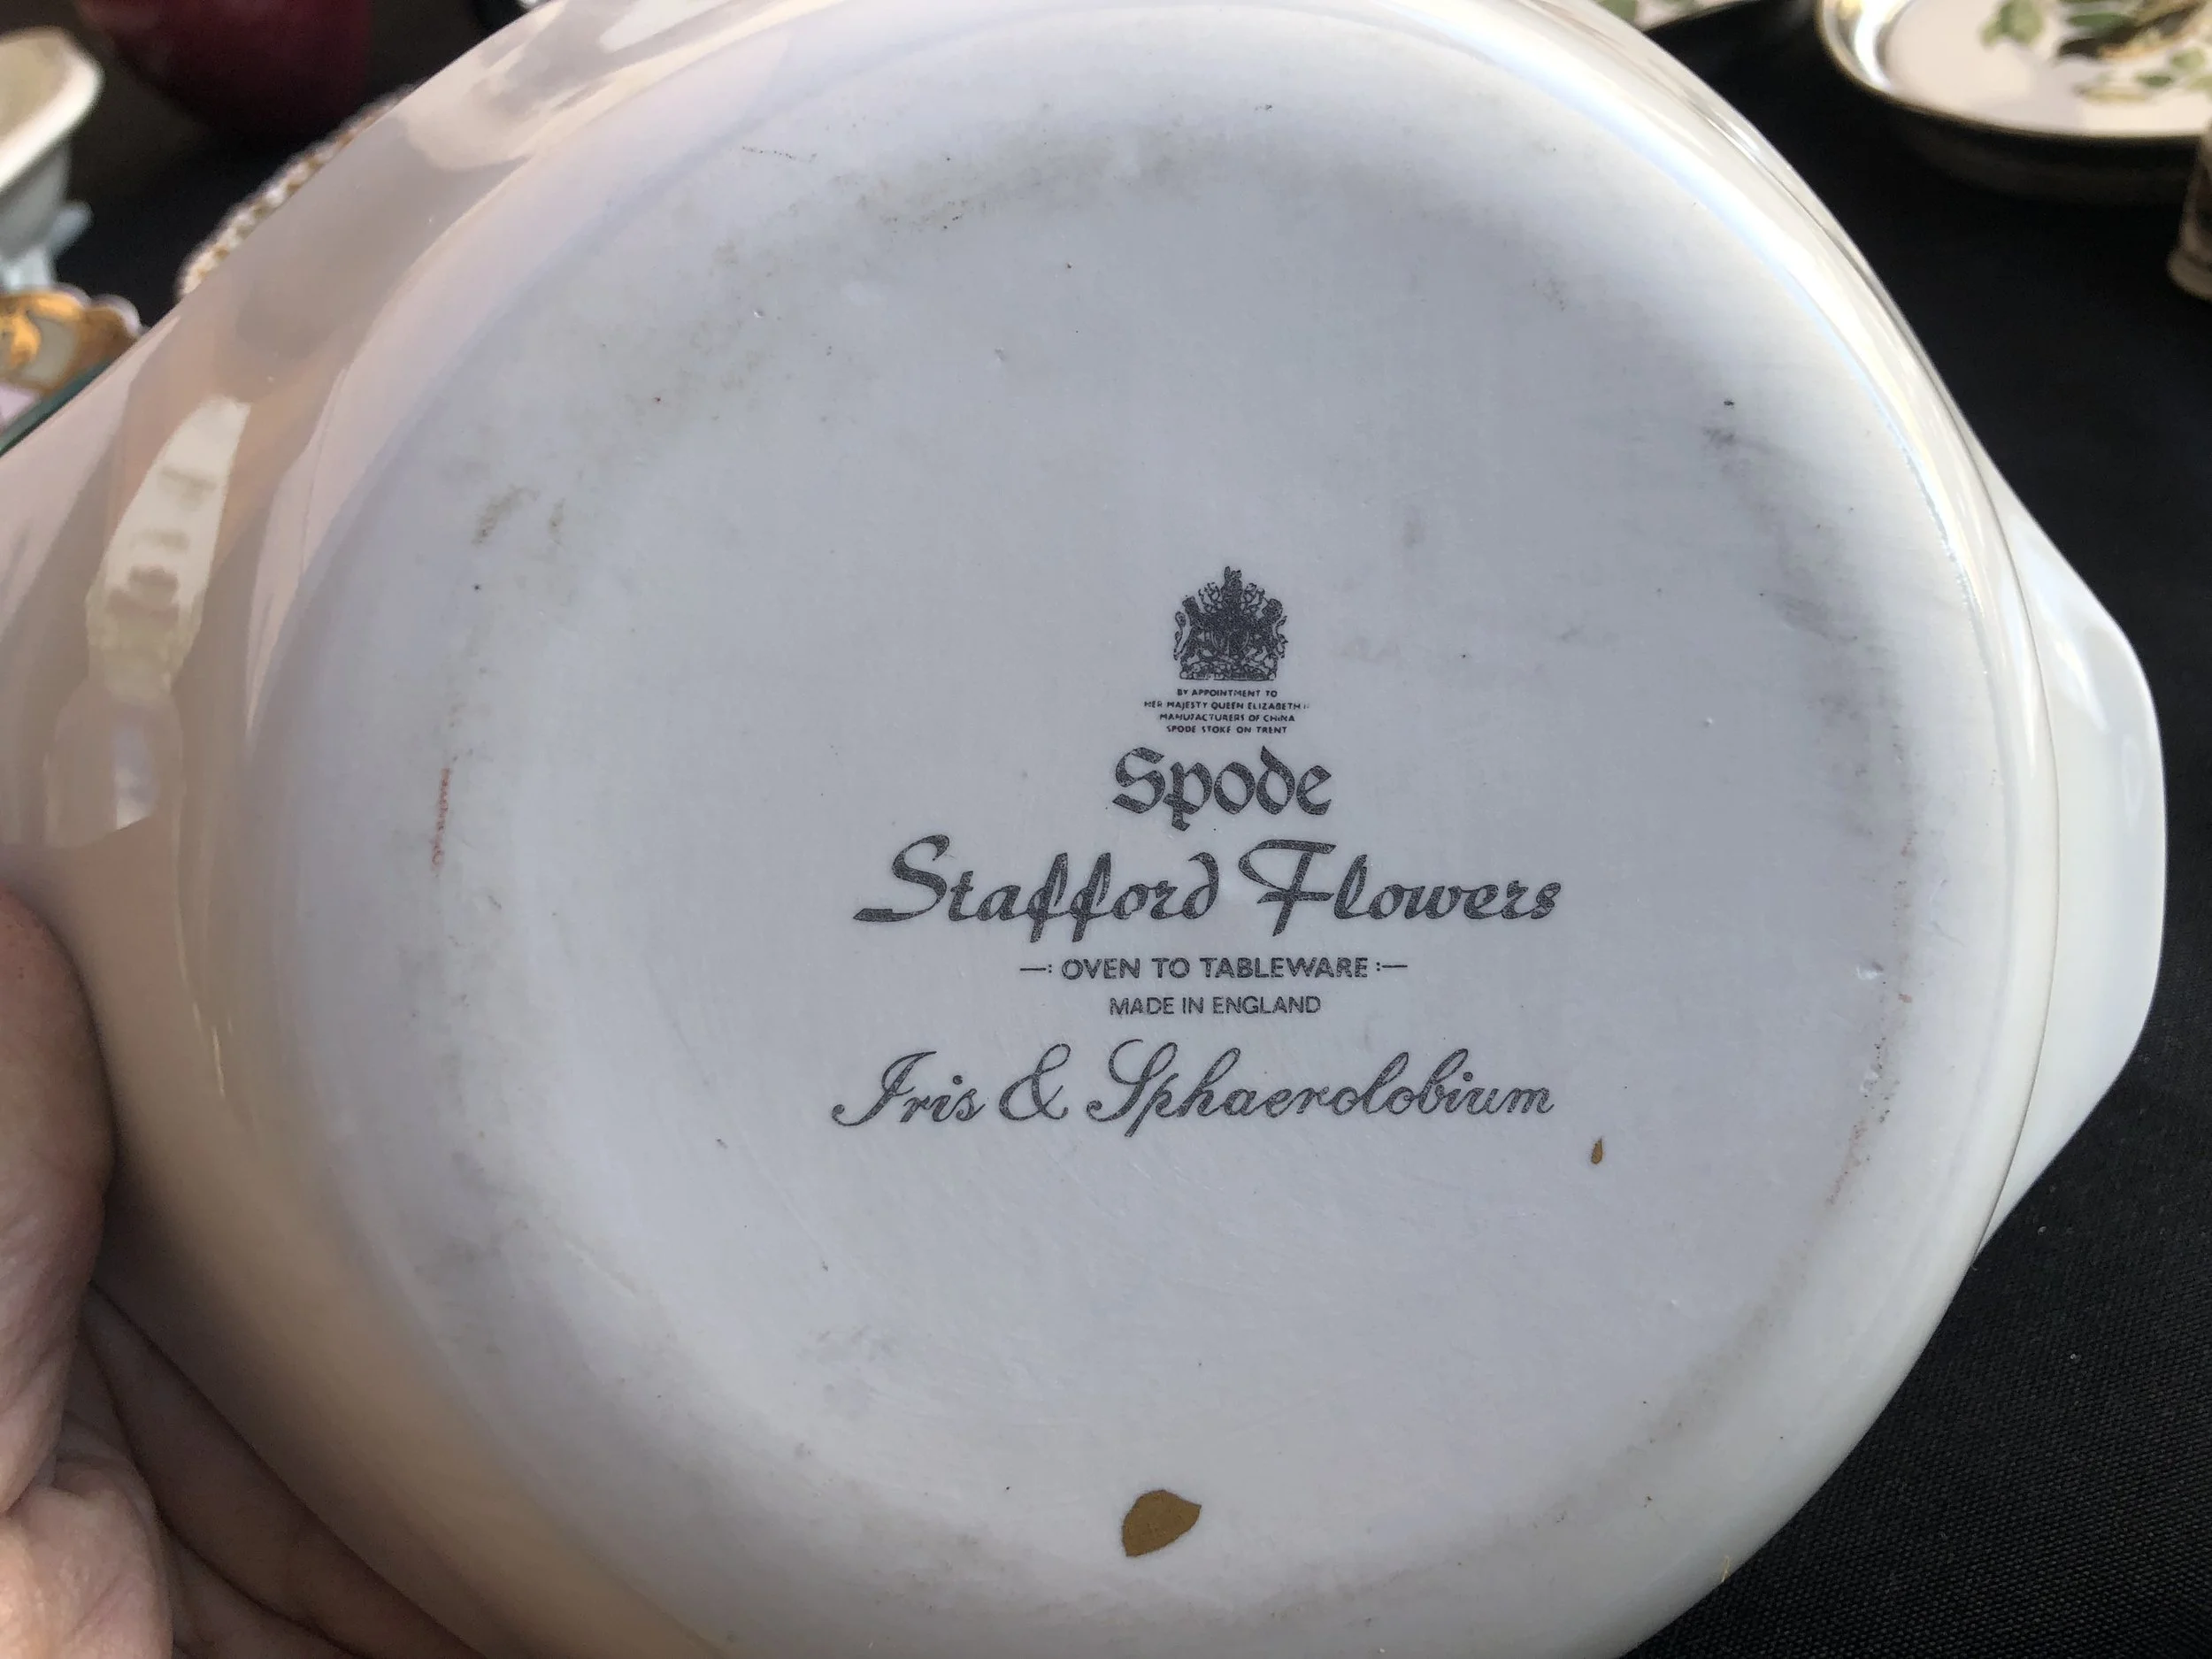 BY APPOINTMENT TO
HER MAJESTY QUEEN ELIZABETH II
MANUFACTURERS OF CHINA
SPODE STOKE ON TRENT
Spode
Stafford Flowers
OVEN TO TABLEWARE
MADE IN ENGLAND
Iris & Sphaerolobium